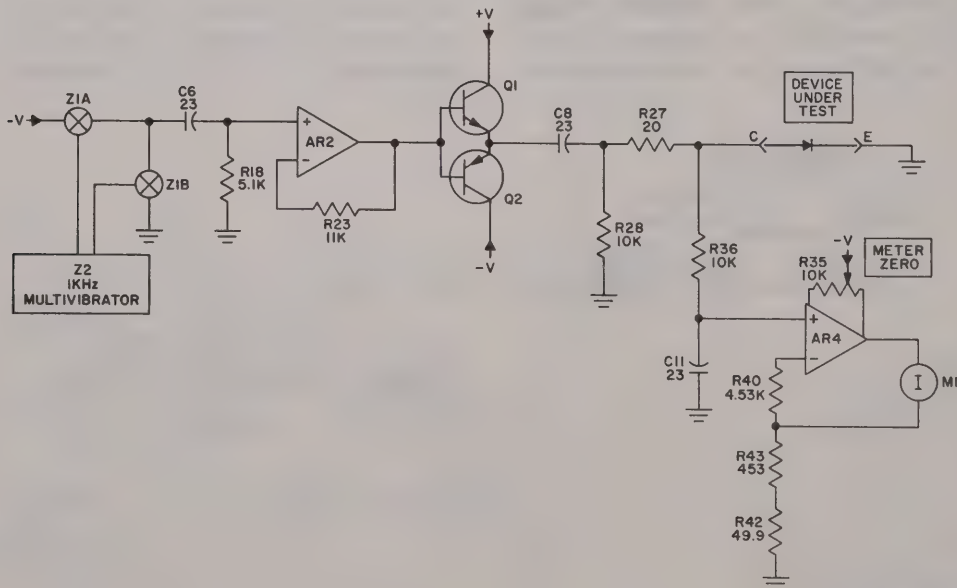 +V
Q1
Z1A
-V
C6
23
+
AR2
-
C8
23
R27
20
DEVICE
UNDER
TEST
C
E
Z1B
R18
5.1K
R23
11K
Q2
-V
R28
10K
R36
10K
Z2
1KHz
MULTIVIBRATOR
-V
METER
ZERO
R35
10K
+
AR4
-
C11
23
R40
4.53K
I
M1
R43
453
R42
49.9